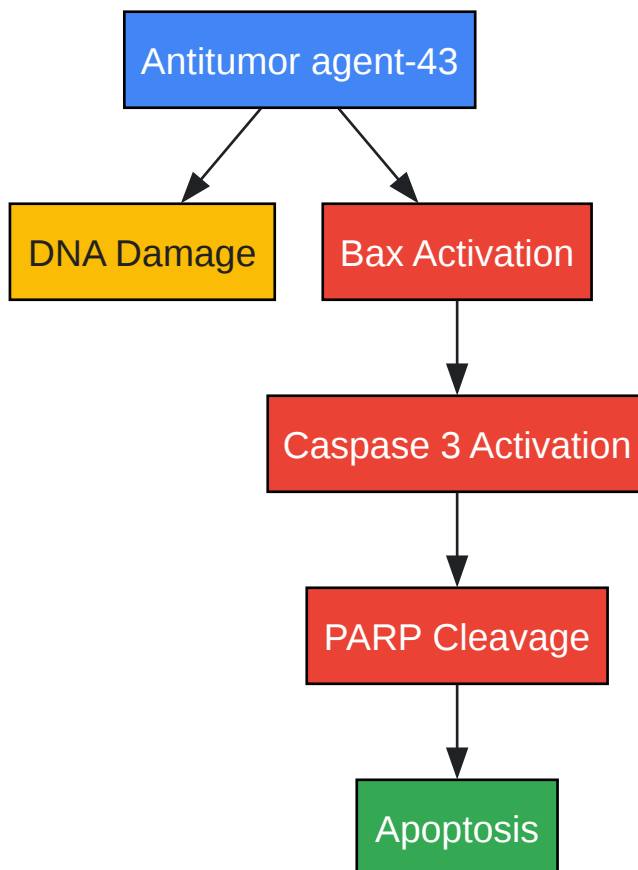 Antitumor agent-43
DNA Damage
Bax Activation
Caspase 3 Activation
PARP Cleavage
Apoptosis